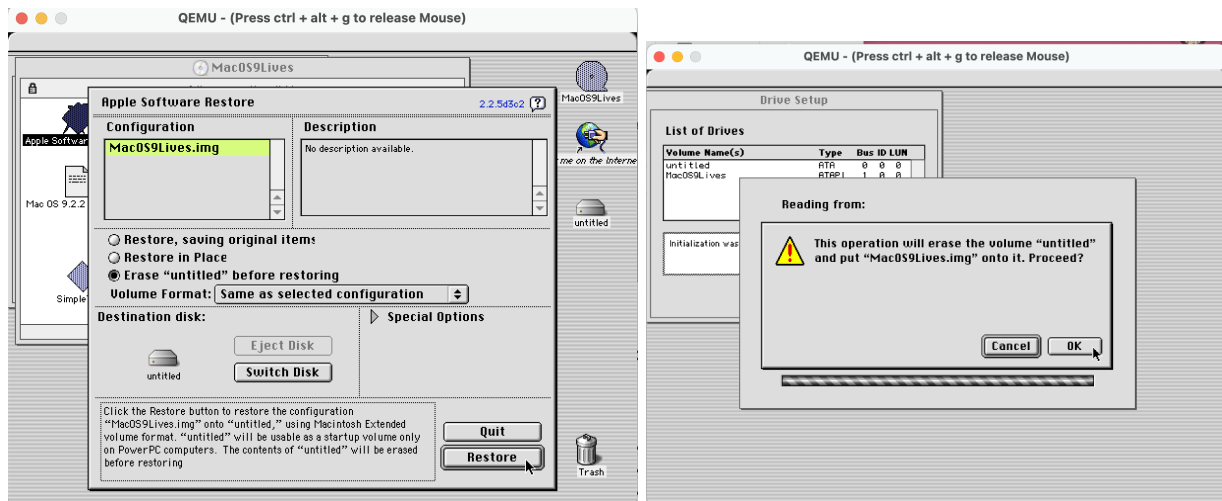 QEMU - (Press ctrl + alt + g to release Mouse)
MacOS9Lives
Apple Softwar
Mac OS 9.2.2
Simple
Apple Software Restore
2.2.5d3c2
?
Configuration
MacOS9Lives.img
Description
No description available.
Restore, saving original items
Restore in Place
Erase “untitled” before restoring
Volume Format:
Same as selected configuration
Destination disk:
untitled
Eject Disk
Switch Disk
Special Options
Click the Restore button to restore the configuration
“MacOS9Lives.img” onto “untitled,” using Macintosh Extended
volume format. “untitled” will be usable as a startup volume only
on PowerPC computers. The contents of “untitled” will be erased
before restoring
Quit
Restore
MacOS9Lives
me on the Interne
untitled
Trash
QEMU - (Press ctrl + alt + g to release Mouse)
Drive Setup
List of Drives
Volume Name(s) Type Bus ID LUN
untitled ATA 0 0 0
MacOS9Lives ATAPI 1 0 0
Initialization was
Reading from:
This operation will erase the volume “untitled”
and put “MacOS9Lives.img” onto it. Proceed?
Cancel
OK